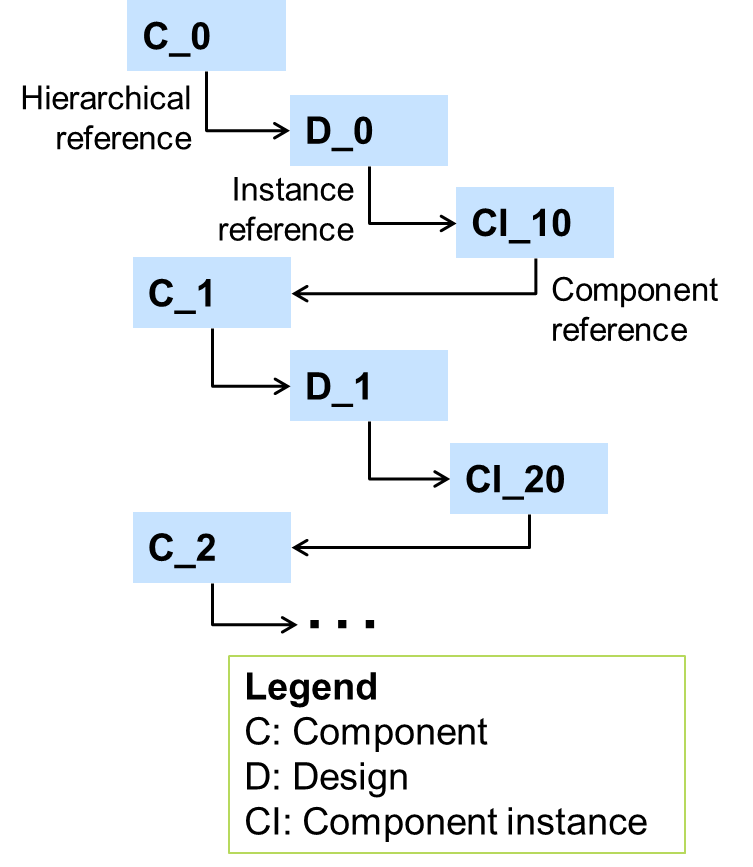 C_0
Hierarchical
reference
D_0
Instance
reference
CI_10
C_1
Component
reference
D_1
CI_20
C_2
...
Legend
C: Component
D: Design
CI: Component instance